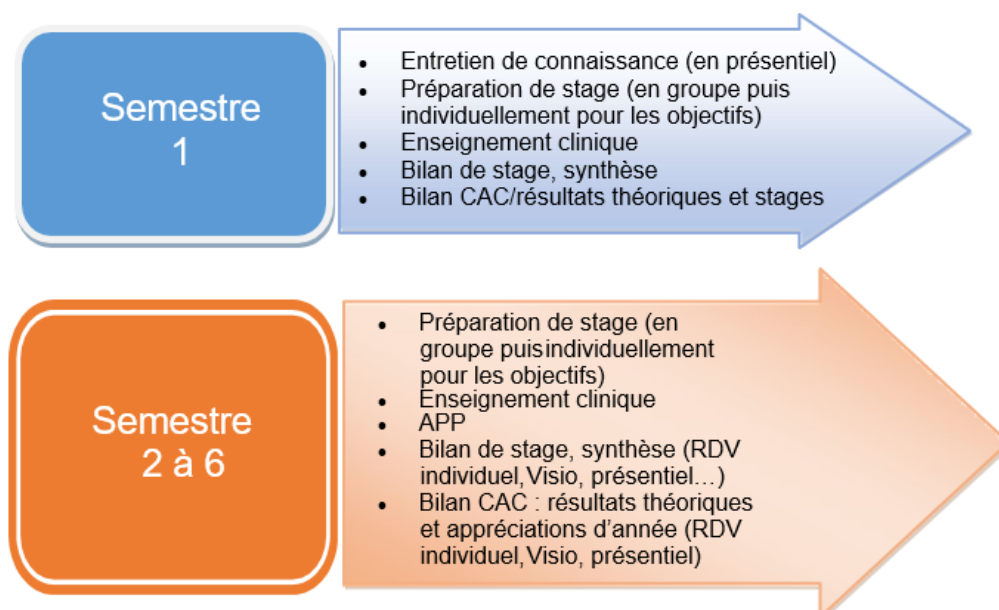 Semestre
1
• Entretien de connaissance (en présentiel)
• Préparation de stage (en groupe puis
individuellement pour les objectifs)
• Enseignement clinique
• Bilan de stage, synthèse
• Bilan CAC/résultats théoriques et stages
Semestre
2 à 6
• Préparation de stage (en
groupe puisindividuellement
pour les objectifs)
• Enseignement clinique
• APP
• Bilan de stage, synthèse (RDV
individuel,Visio, présentiel…)
• Bilan CAC : résultats théoriques
et appréciations d’année (RDV
individuel,Visio, présentiel)